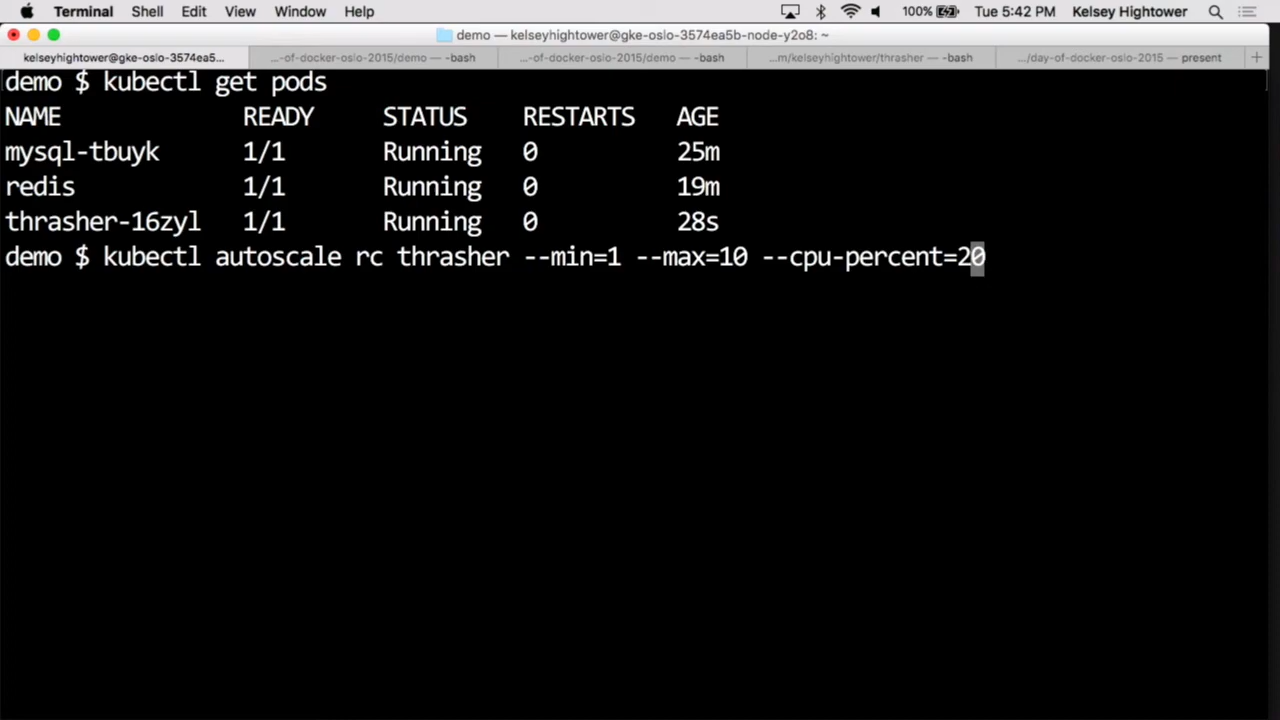 Terminal Shell Edit View Window Help 100% Tue 5:42 PM Kelsey Hightower
demo — kelseyhightower@gke-oslo-3574ea5b-node-y2o8: ~
kelseyhightower@gke-oslo-3574ea5... ...-of-docker-oslo-2015/demo — -bash ...-of-docker-oslo-2015/demo — -bash ...m/kelseyhightower/thrasher — -bash .../day-of-docker-oslo-2015 — present +
demo $ kubectl get pods
NAME READY STATUS RESTARTS AGE
mysql-tbuyk 1/1 Running 0 25m
redis 1/1 Running 0 19m
thrasher-16zyl 1/1 Running 0 28s
demo $ kubectl autoscale rc thrasher --min=1 --max=10 --cpu-percent=20